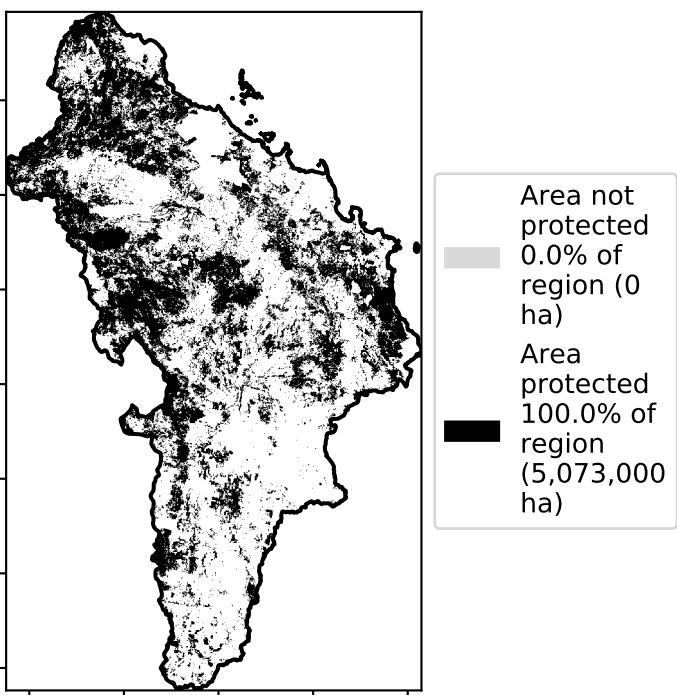 Area not
protected
0.0% of
region (0
ha)
Area
protected
100.0% of
region
(5,073,000
ha)